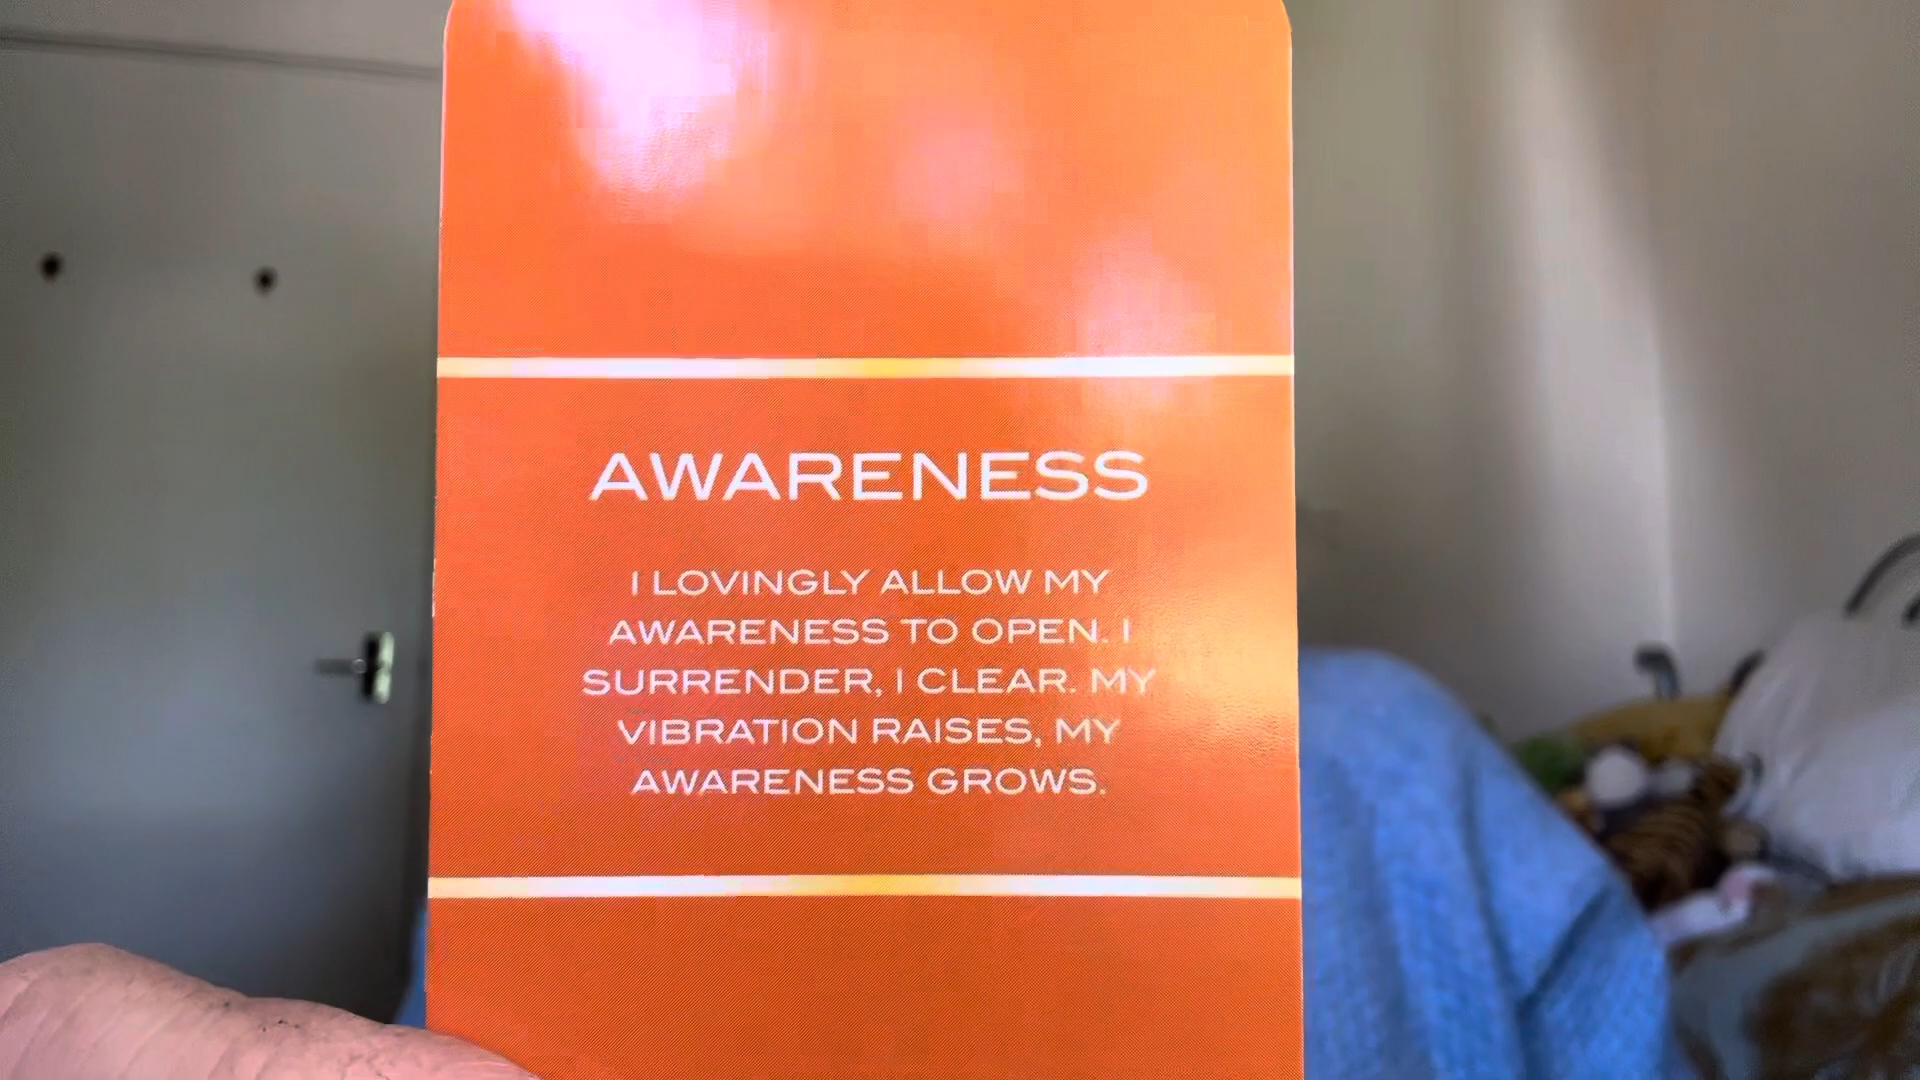 AWARENESS
I LOVINGLY ALLOW MY
AWARENESS TO OPEN. I
SURRENDER, I CLEAR. MY
VIBRATION RAISES, MY
AWARENESS GROWS.